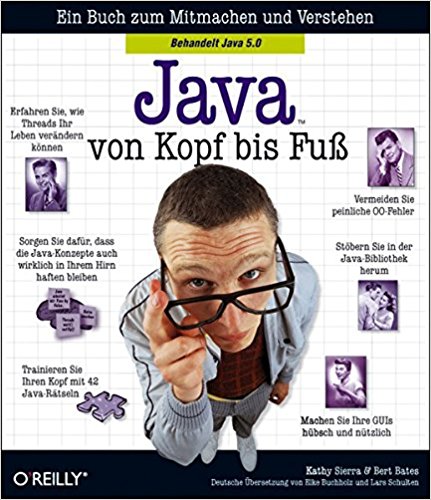 Ein Buch zum Mitmachen und Verstehen
Behandelt Java 5.0
Java™
von Kopf bis Fuß
Erfahren Sie, wie
Threads Ihr
Leben verändern
können
Vermeiden Sie
peinliche OO-Fehler
Sorgen Sie dafür, dass
die Java-Konzepte auch
wirklich in Ihrem Hirn
haften bleiben
Stöbern Sie in der
Java-Bibliothek
herum
Trainieren Sie
Ihren Kopf mit 42
Java-Rätseln
Machen Sie Ihre GUIs
hübsch und nützlich
O'REILLY®
Kathy Sierra & Bert Bates
Deutsche Übersetzung von Elke Buchholz und Lars Schulten